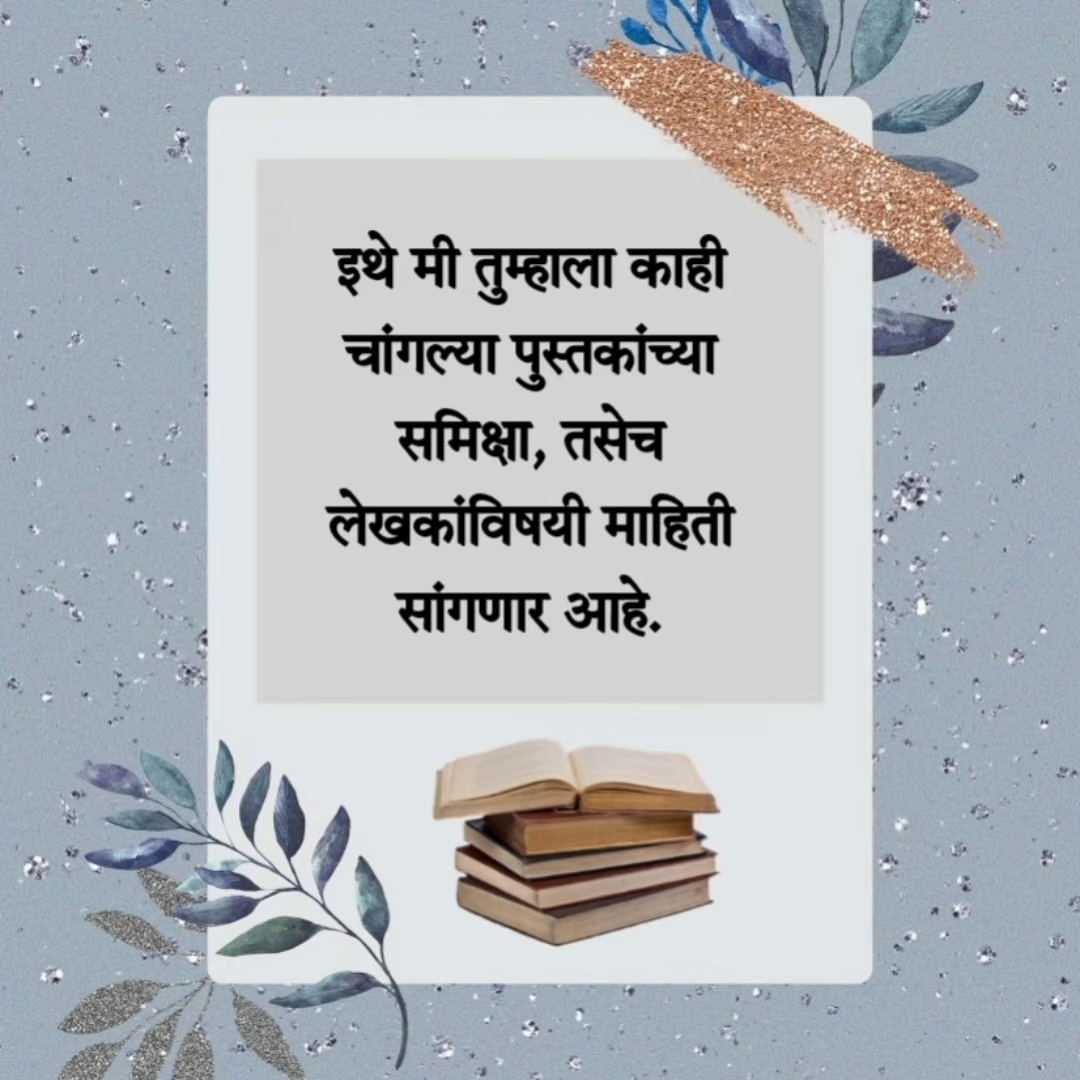 इथे मी तुम्हाला काही
चांगल्या पुस्तकांच्या
समिक्षा, तसेच
लेखकांविषयी माहिती
सांगणार आहे.